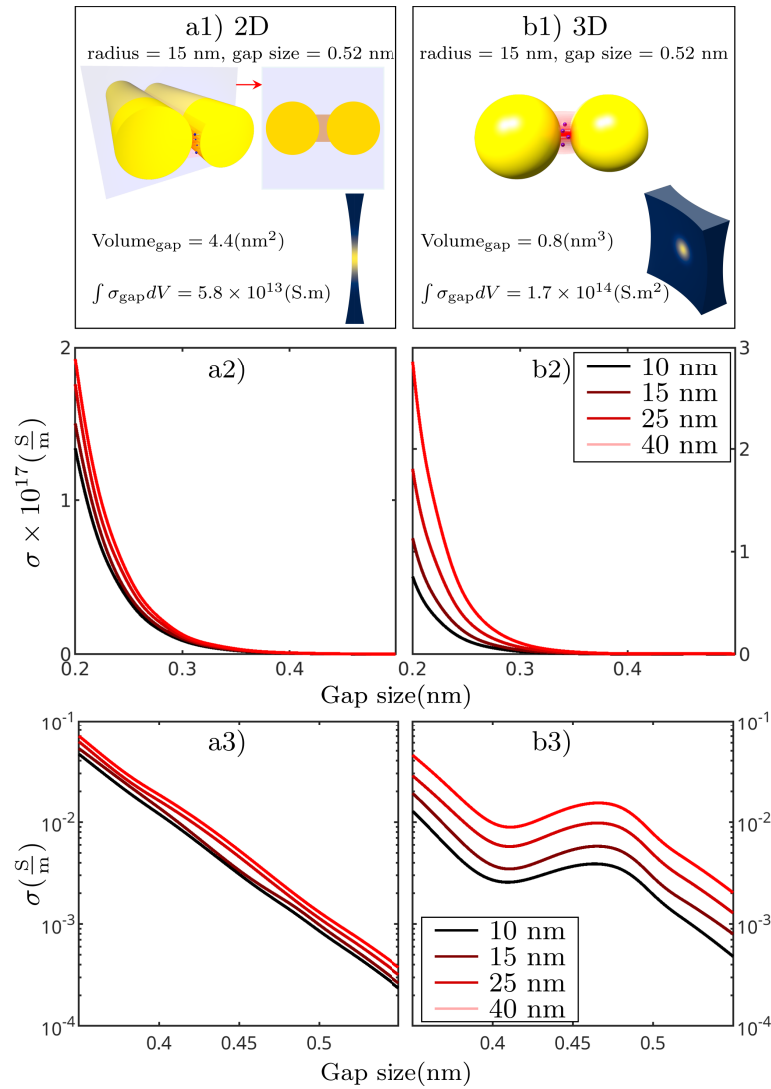 a1) 2D
radius = 15 nm, gap size = 0.52 nm
Volume_gap = 4.4(nm²)
∫ σ_gap dV = 5.8 × 10¹³(S.m)
b1) 3D
radius = 15 nm, gap size = 0.52 nm
Volume_gap = 0.8(nm³)
∫ σ_gap dV = 1.7 × 10¹⁴(S.m²)
a2)
σ × 10¹⁷(S/m)
2
1
0
0.2 0.3 0.4
b2)
10 nm
15 nm
25 nm
40 nm
3
2
1
0
0.2 0.3 0.4
Gap size(nm)
a3)
σ(S/m)
10⁻¹
10⁻²
10⁻³
10⁻⁴
0.4 0.45 0.5
b3)
10 nm
15 nm
25 nm
40 nm
10⁻¹
10⁻²
10⁻³
10⁻⁴
0.4 0.45 0.5
Gap size(nm)